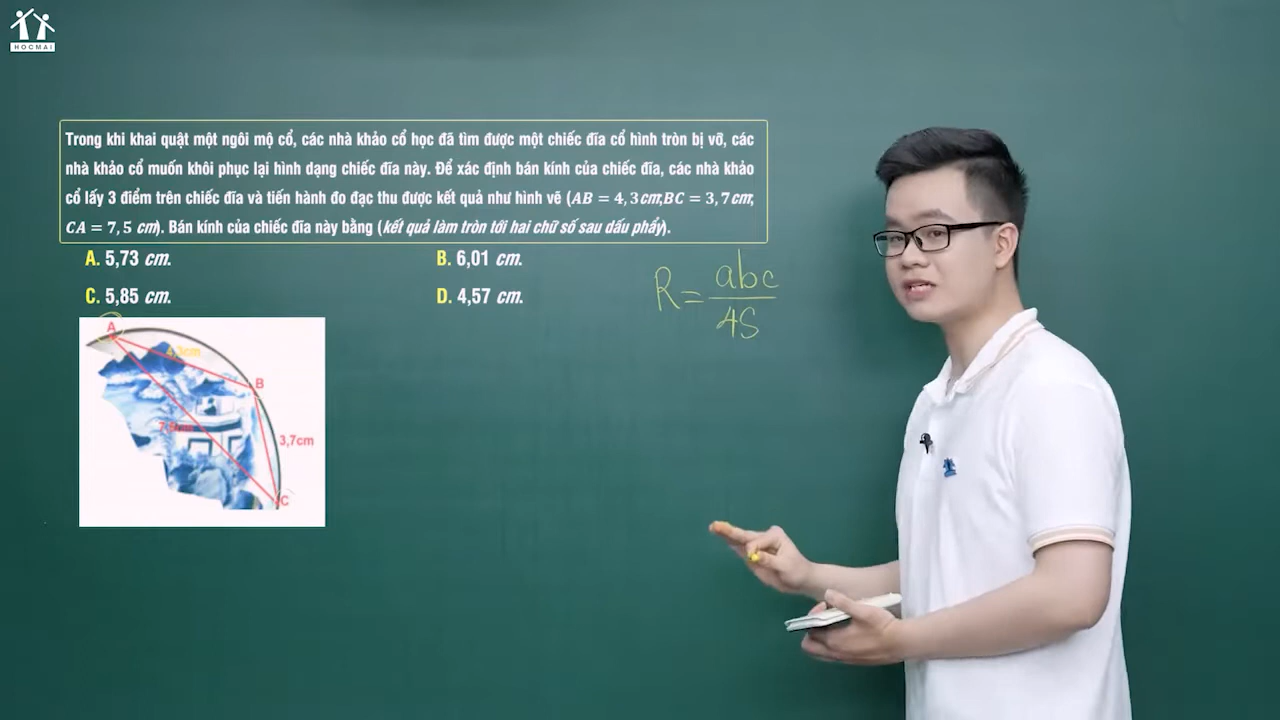 HOCMAI
Trong khi khai quật một ngôi mộ cổ, các nhà khảo cổ học đã tìm được một chiếc đĩa cổ hình tròn bị vỡ, các
nhà khảo cổ muốn khôi phục lại hình dạng chiếc đĩa này. Để xác định bán kính của chiếc đĩa, các nhà khảo
cổ lấy 3 điểm trên chiếc đĩa và tiến hành đo đạc thu được kết quả như hình vẽ (AB = 4,3cm;BC = 3,7cm;
CA = 7,5 cm). Bán kính của chiếc đĩa này bằng (kết quả làm tròn tới hai chữ số sau dấu phẩy).
A. 5,73 cm. B. 6,01 cm.
C. 5,85 cm. D. 4,57 cm.
R = abc
4S
A
4,3cm
B
3,7cm
C